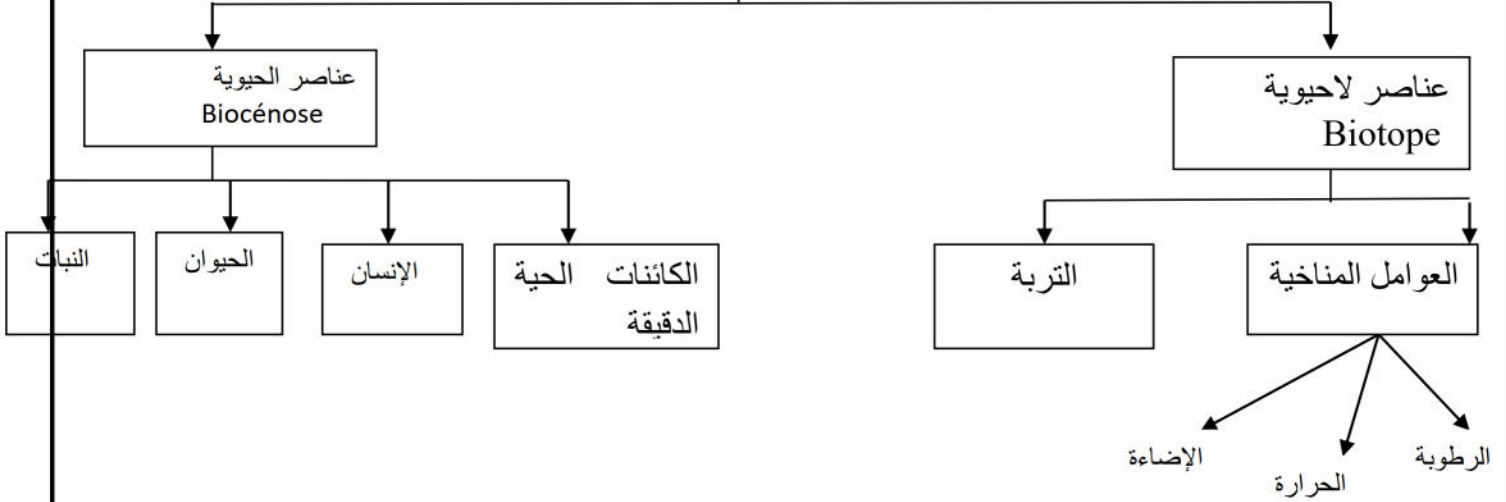 عناصر لاحيوية
Biotope
عناصر الحيوية
Biocénose
العوامل المناخية
التربة
الكائنات الحية
الدقيقة
الإنسان
الحيوان
النبات
الرطوبة
الحرارة
الإضاءة